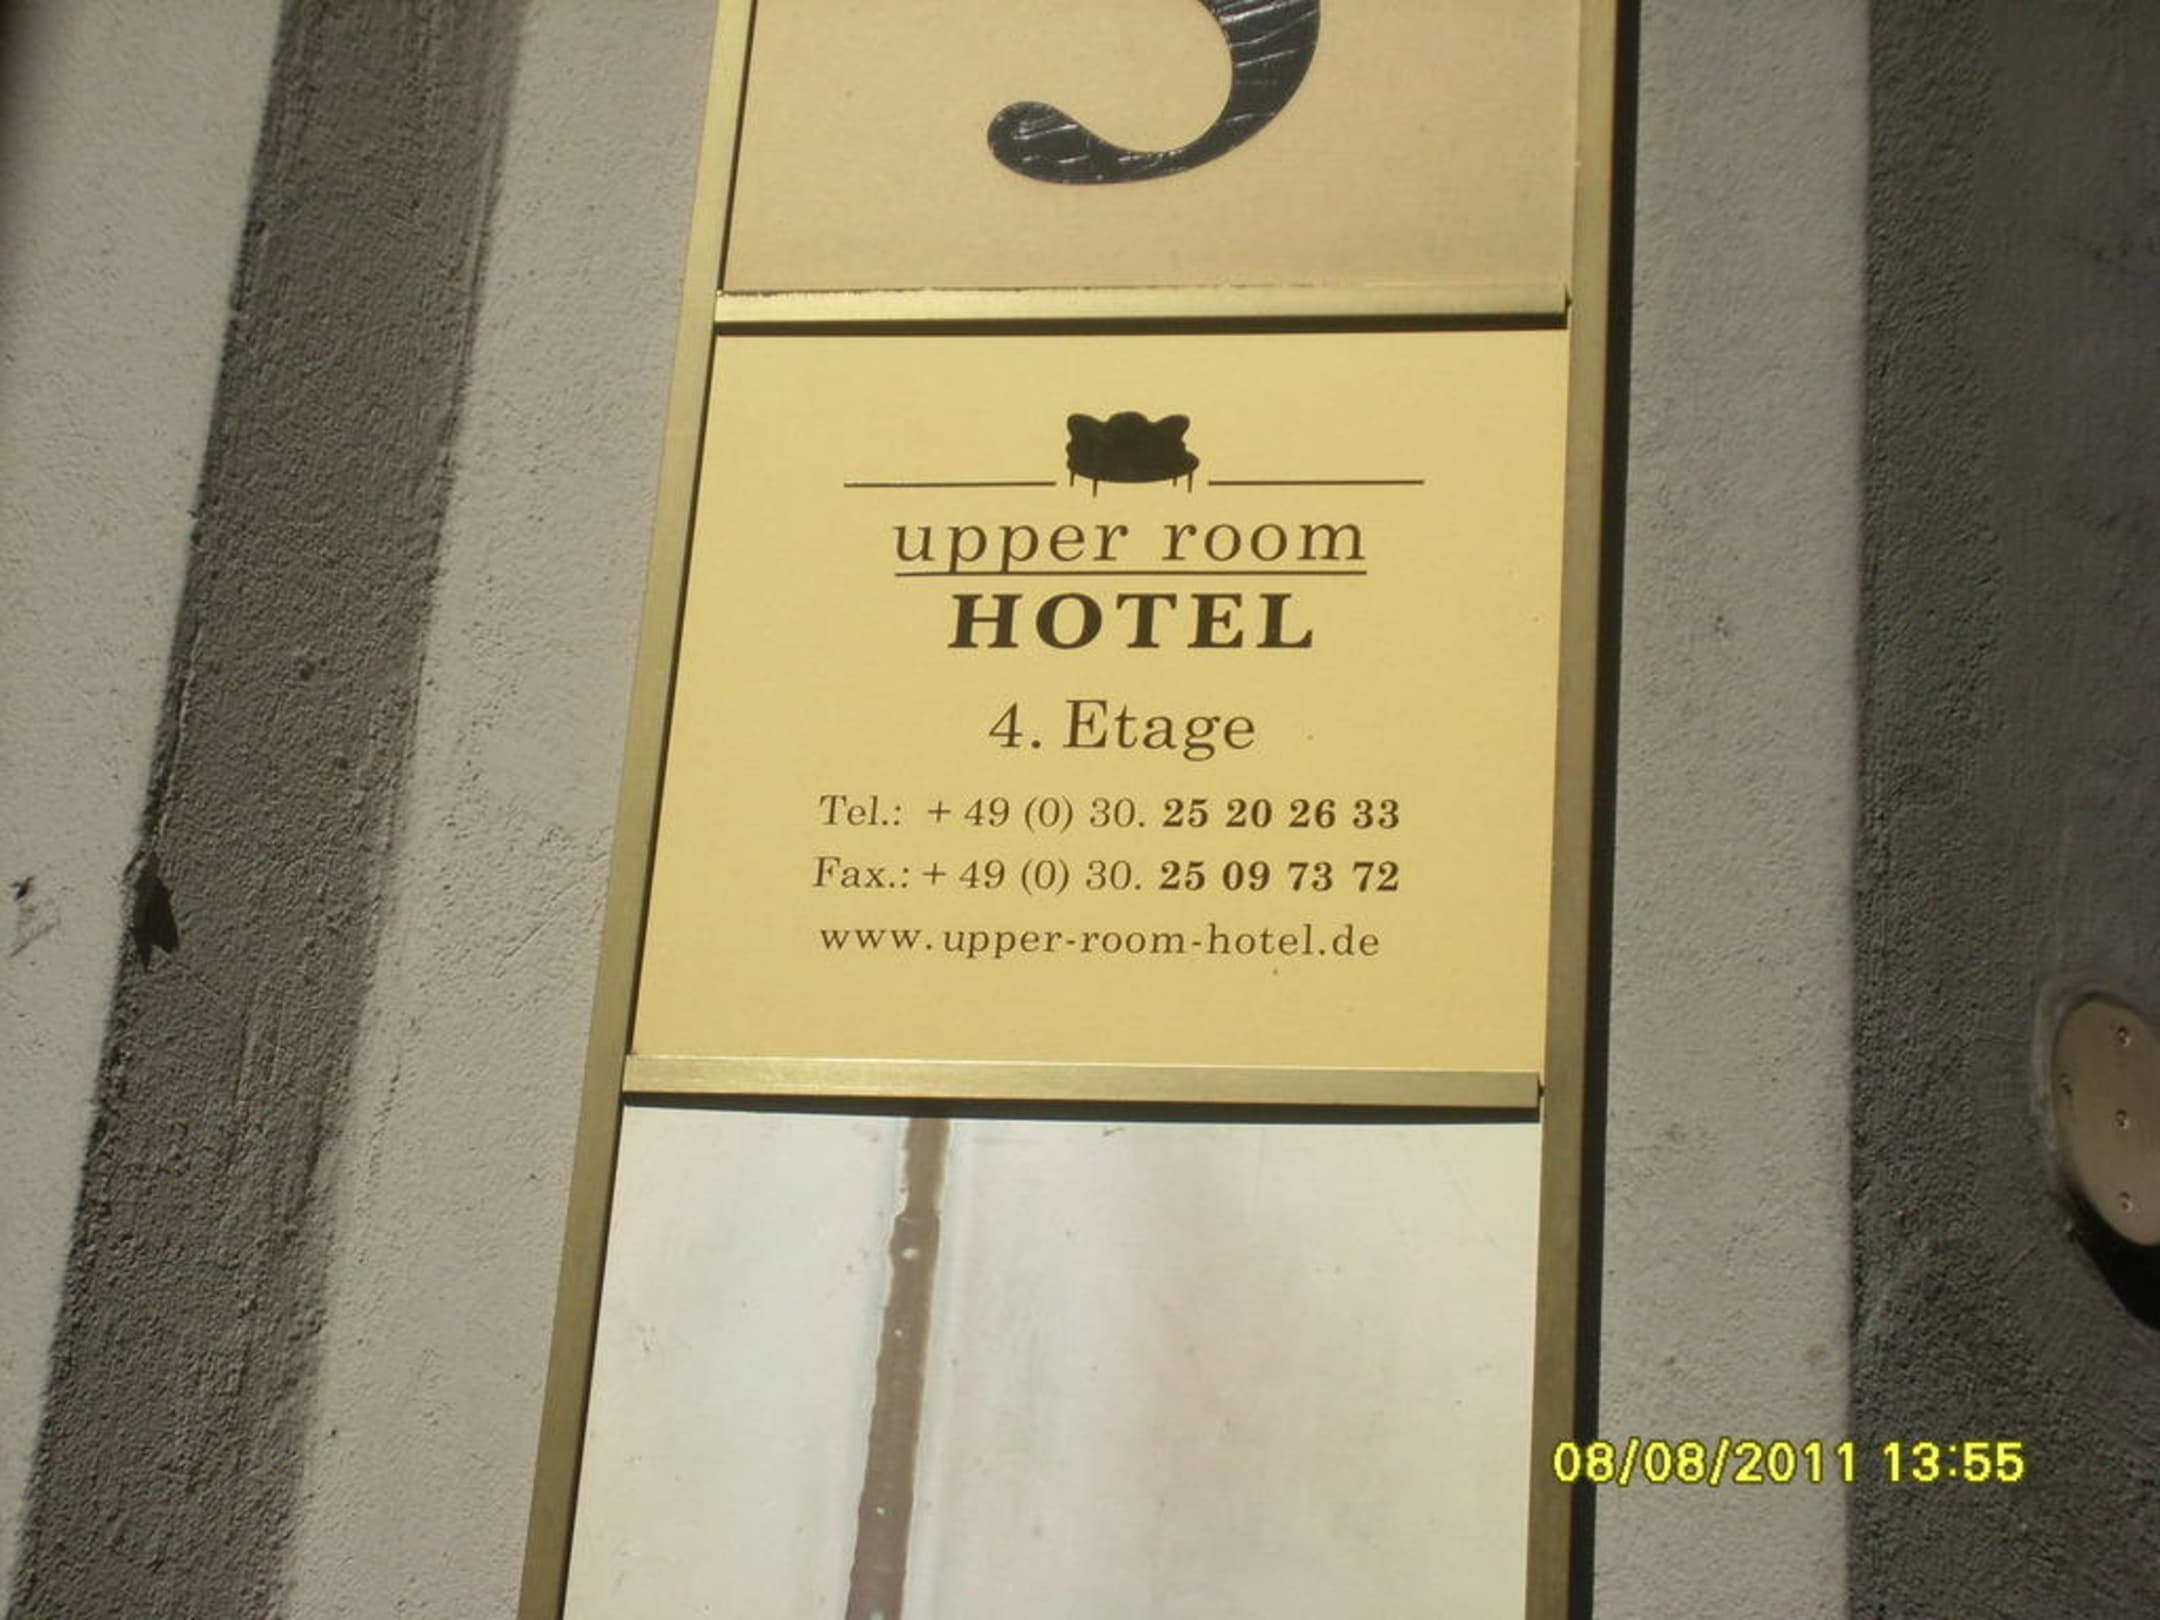 upper room
HOTEL
4. Etage
Tel.: + 49 (0) 30. 25 20 26 33
Fax.: + 49 (0) 30. 25 09 73 72
www.upper-room-hotel.de
08/08/2011 13:55